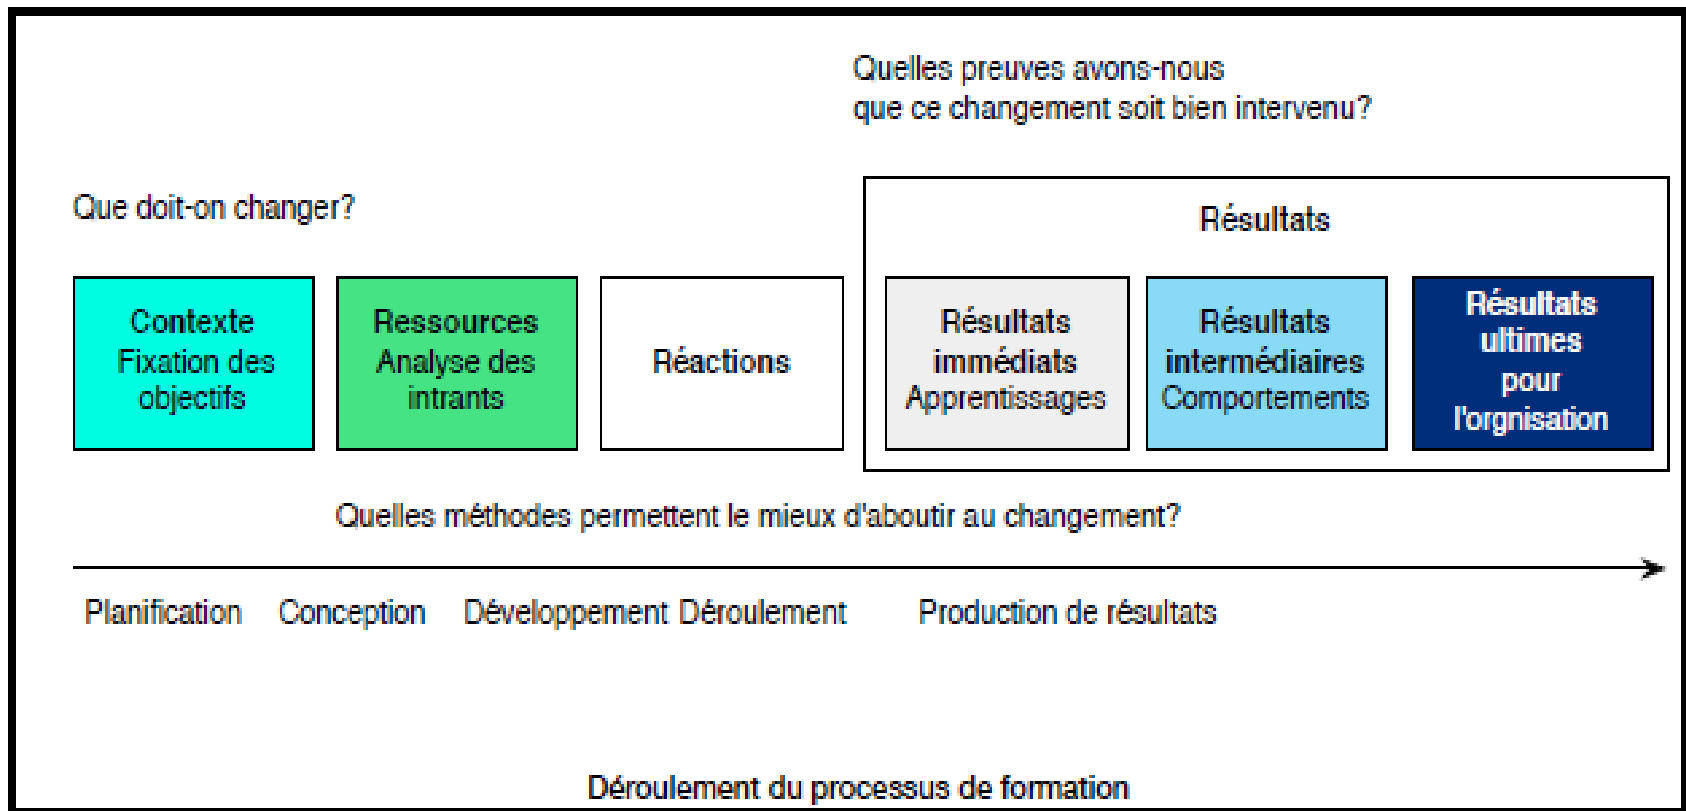 Quelles preuves avons-nous
que ce changement soit bien intervenu?
Que doit-on changer?
Résultats
Contexte
Fixation des
objectifs
Ressources
Analyse des
intrants
Réactions
Résultats
immédiats
Apprentissages
Résultats
intermédiaires
Comportements
Résultats
ultimes
pour
l'orgnisation
Quelles méthodes permettent le mieux d'aboutir au changement?
Planification Conception Développement Déroulement Production de résultats
Déroulement du processus de formation